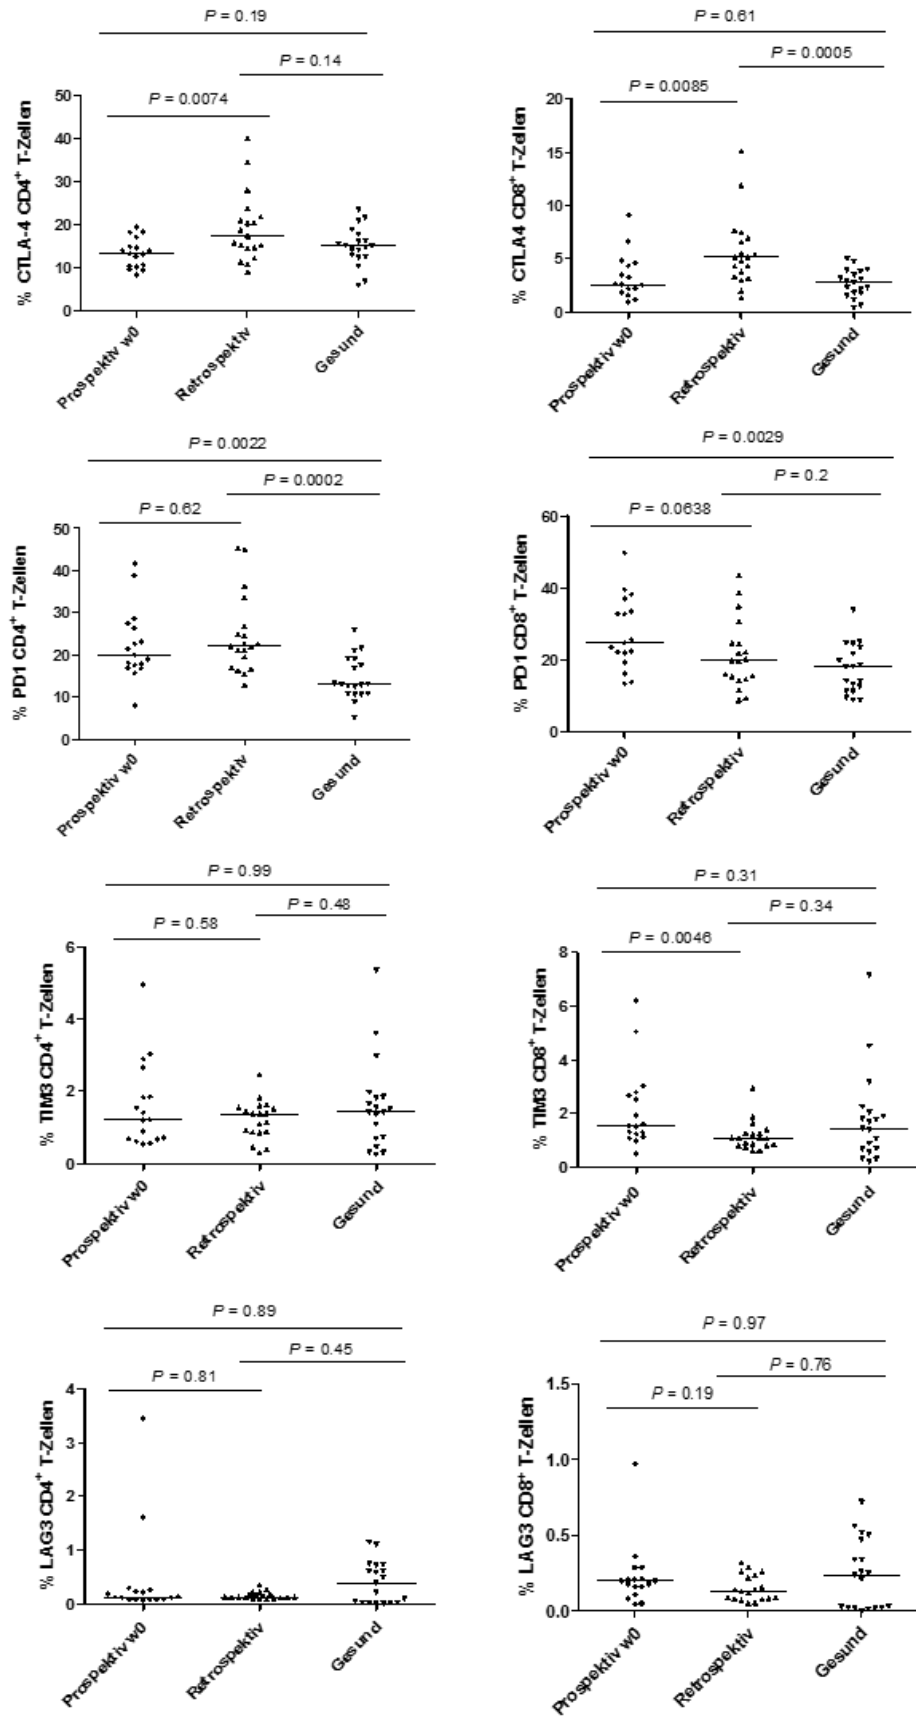 P = 0.19
P = 0.14
P = 0.0074
50
40
30
20
10
0
% CTLA-4 CD4+ T-Zellen
Prospektiv w0
Retrospektiv
Gesund
P = 0.61
P = 0.0005
P = 0.0085
20
15
10
5
0
% CTLA4 CD8+ T-Zellen
Prospektiv w0
Retrospektiv
Gesund
P = 0.0022
P = 0.0002
P = 0.62
50
40
30
20
10
0
% PD1 CD4+ T-Zellen
Prospektiv w0
Retrospektiv
Gesund
P = 0.0029
P = 0.2
P = 0.0638
60
40
20
0
% PD1 CD8+ T-Zellen
Prospektiv w0
Retrospektiv
Gesund
P = 0.99
P = 0.48
P = 0.58
6
4
2
0
% TIM3 CD4+ T-Zellen
Prospektiv w0
Retrospektiv
Gesund
P = 0.31
P = 0.34
P = 0.0046
8
6
4
2
0
% TIM3 CD8+ T-Zellen
Prospektiv w0
Retrospektiv
Gesund
P = 0.89
P = 0.45
P = 0.81
4
3
2
1
0
% LAG3 CD4+ T-Zellen
Prospektiv w0
Retrospektiv
Gesund
P = 0.97
P = 0.76
P = 0.19
1.5
1.0
0.5
0.0
% LAG3 CD8+ T-Zellen
Prospektiv w0
Retrospektiv
Gesund